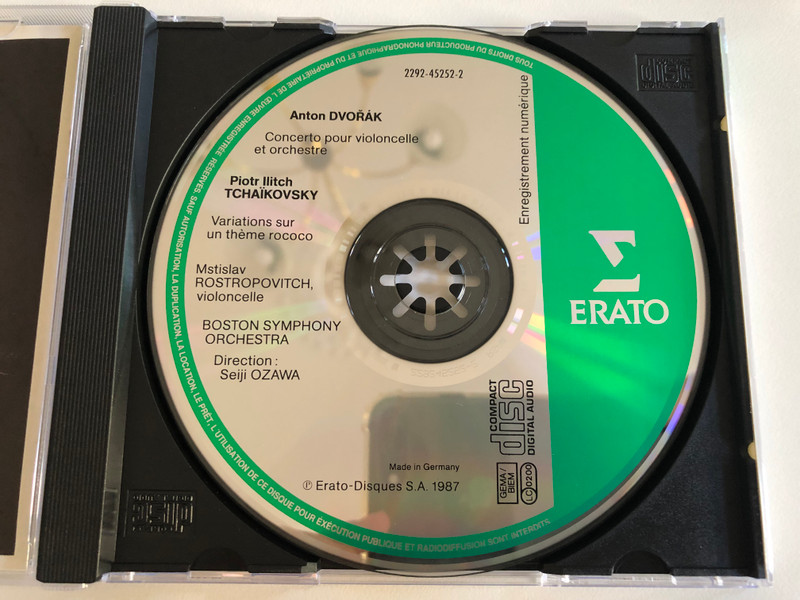 TOUS DROITS DU PRODUCTEUR PHONOGRAPHIQUE ET DU PROPRIÉTAIRE DE L'ŒUVRE ENREGISTRÉE RÉSERVÉS. SAUF AUTORISATION, LA DUPLICATION, LA LOCATION, LE PRÊT, L'UTILISATION DE CE DISQUE POUR EXÉCUTION PUBLIQUE ET RADIODIFFUSION SONT INTERDITS
2292-45252-2
Anton DVOŘÁK
Concerto pour violoncelle
et orchestre
Piotr Ilitch
TCHAÏKOVSKY
Variations sur
un thème rococo
Mstislav
ROSTROPOVITCH,
violoncelle
BOSTON SYMPHONY
ORCHESTRA
Direction :
Seiji OZAWA
Enregistrement numérique
ERATO
COMPACT
disc
DIGITAL AUDIO
Made in Germany
GEMA/
BIEM
LC 0200
℗ Erato-Disques S.A. 1987
disc
disc